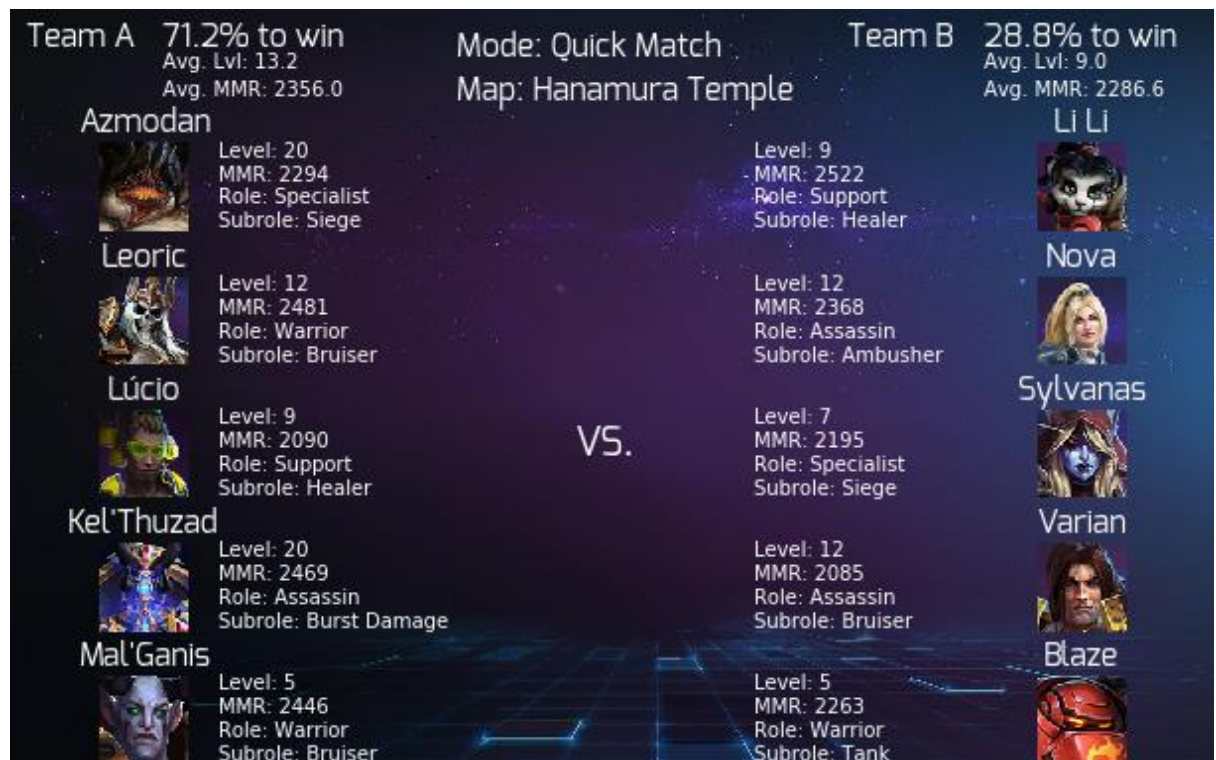 Team A 71.2% to win
Avg. Lvl: 13.2
Avg. MMR: 2356.0
Mode: Quick Match
Map: Hanamura Temple
Team B 28.8% to win
Avg. Lvl: 9.0
Avg. MMR: 2286.6
Azmodan
Level: 20
MMR: 2294
Role: Specialist
Subrole: Siege
Leoric
Level: 12
MMR: 2481
Role: Warrior
Subrole: Bruiser
Lúcio
Level: 9
MMR: 2090
Role: Support
Subrole: Healer
Kel'Thuzad
Level: 20
MMR: 2469
Role: Assassin
Subrole: Burst Damage
Mal'Ganis
Level: 5
MMR: 2446
Role: Warrior
Subrole: Bruiser
VS.
Li Li
Level: 9
MMR: 2522
Role: Support
Subrole: Healer
Nova
Level: 12
MMR: 2368
Role: Assassin
Subrole: Ambusher
Sylvanas
Level: 7
MMR: 2195
Role: Specialist
Subrole: Siege
Varian
Level: 12
MMR: 2085
Role: Assassin
Subrole: Bruiser
Blaze
Level: 5
MMR: 2263
Role: Warrior
Subrole: Tank